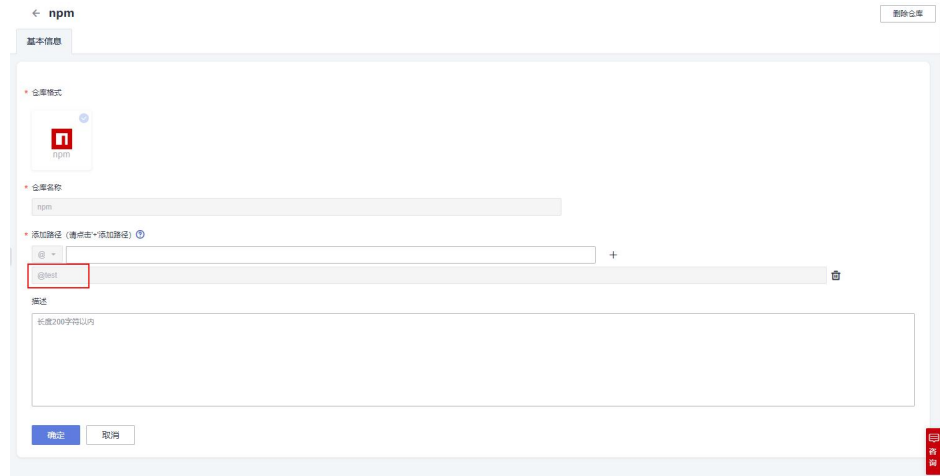 ← npm
删除仓库
基本信息
* 仓库格式
npm
* 仓库名称
npm
* 添加路径（请点击'+'添加路径）
@
@test
描述
长度200字符以内
确定
取消
咨询